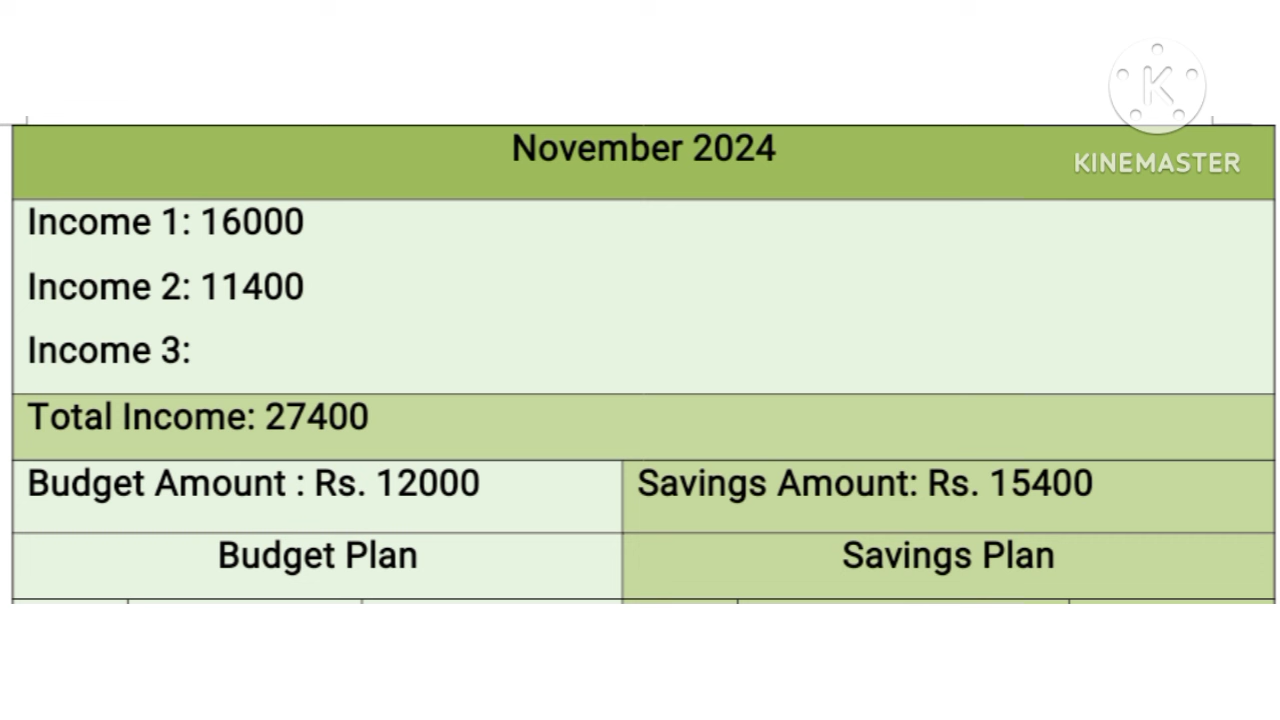 KINEMASTER
November 2024
Income 1: 16000
Income 2: 11400
Income 3:
Total Income: 27400
Budget Amount : Rs. 12000
Savings Amount: Rs. 15400
Budget Plan
Savings Plan